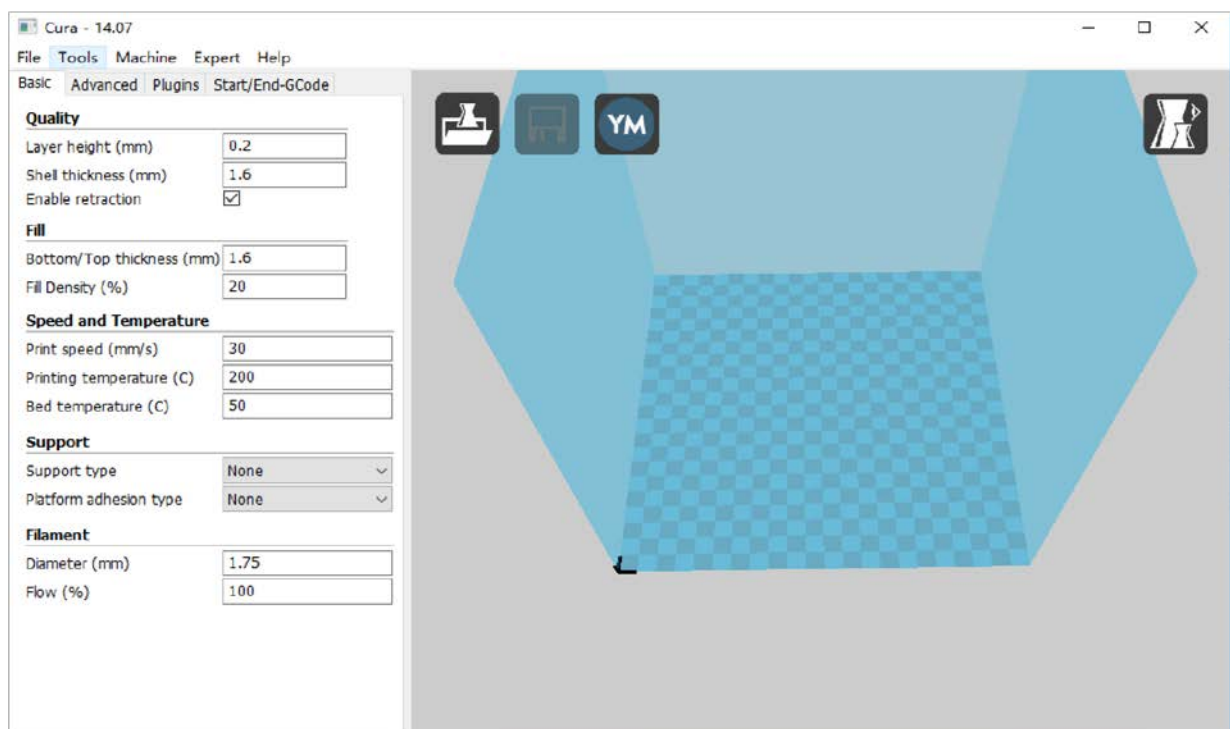 Cura - 14.07
File Tools Machine Expert Help
Basic Advanced Plugins Start/End-GCode
Quality
Layer height (mm) 0.2
Shell thickness (mm) 1.6
Enable retraction
Fill
Bottom/Top thickness (mm) 1.6
Fill Density (%) 20
Speed and Temperature
Print speed (mm/s) 30
Printing temperature (C) 200
Bed temperature (C) 50
Support
Support type None
Platform adhesion type None
Filament
Diameter (mm) 1.75
Flow (%) 100
YM